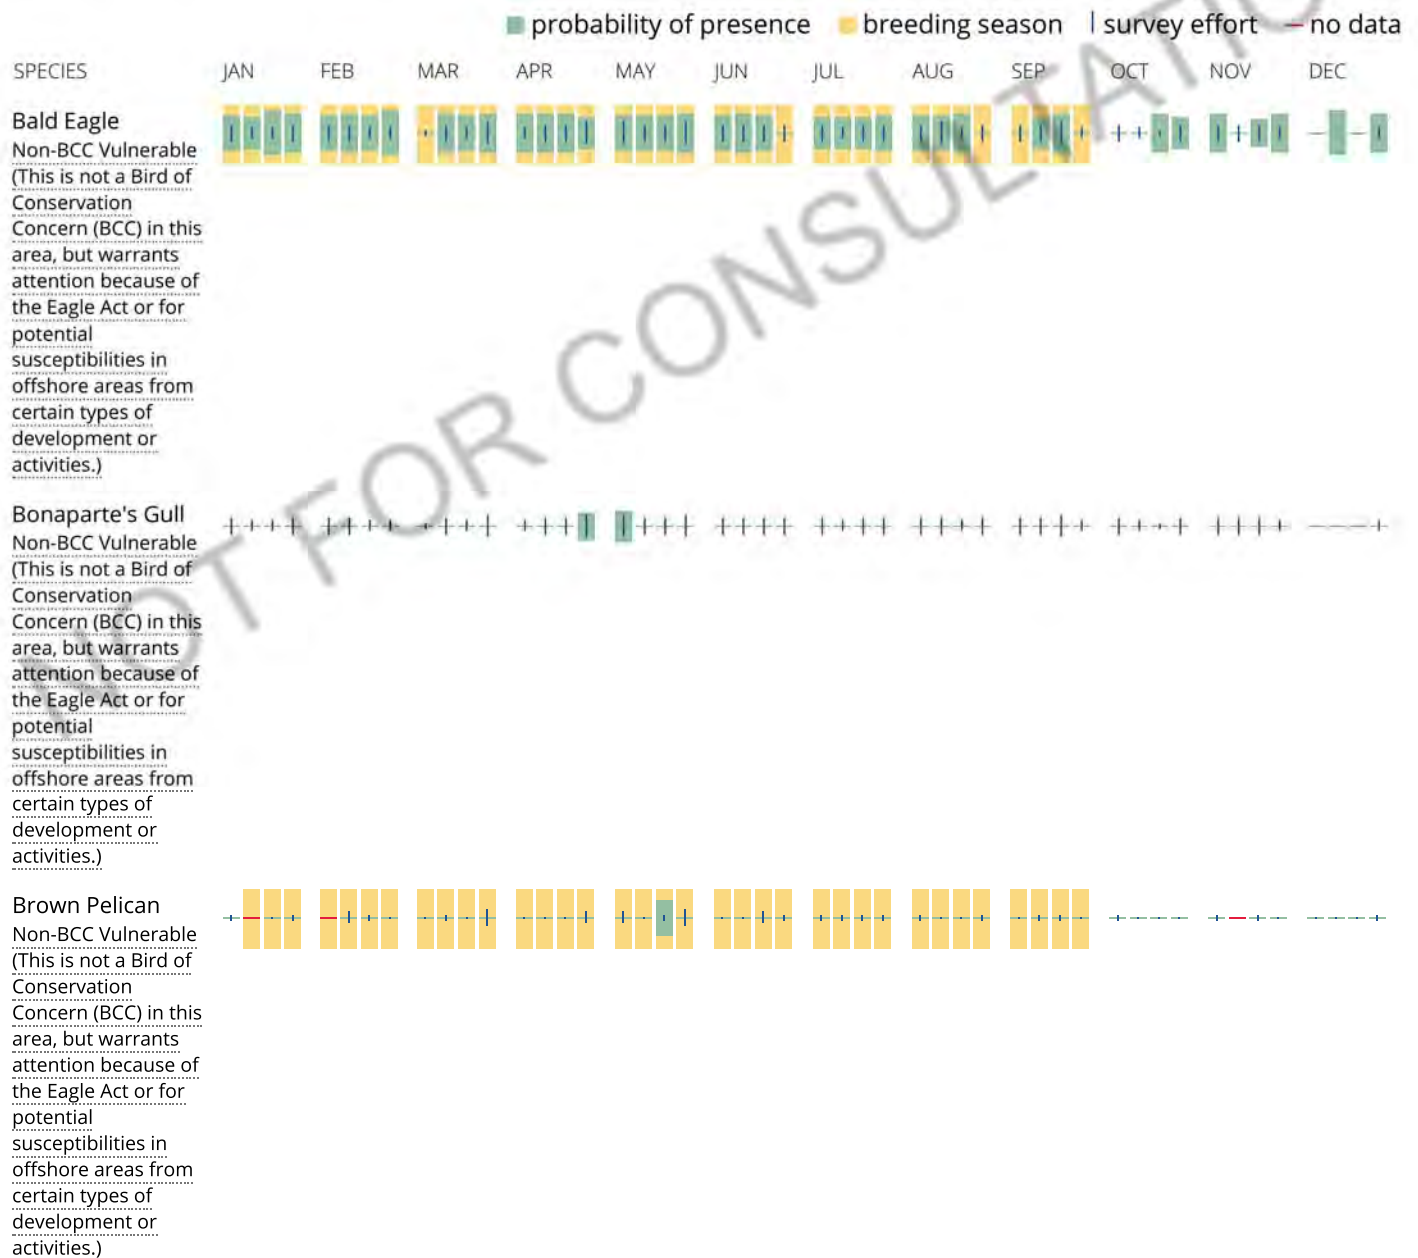 probability of presence breeding season survey effort no data
SPECIES JAN FEB MAR APR MAY JUN JUL AUG SEP OCT NOV DEC
Bald Eagle
Non-BCC Vulnerable
(This is not a Bird of
Conservation
Concern (BCC) in this
area, but warrants
attention because of
the Eagle Act or for
potential
susceptibilities in
offshore areas from
certain types of
development or
activities.)
Bonaparte's Gull
Non-BCC Vulnerable
(This is not a Bird of
Conservation
Concern (BCC) in this
area, but warrants
attention because of
the Eagle Act or for
potential
susceptibilities in
offshore areas from
certain types of
development or
activities.)
Brown Pelican
Non-BCC Vulnerable
(This is not a Bird of
Conservation
Concern (BCC) in this
area, but warrants
attention because of
the Eagle Act or for
potential
susceptibilities in
offshore areas from
certain types of
development or
activities.)
NOT FOR CONSULTATIO